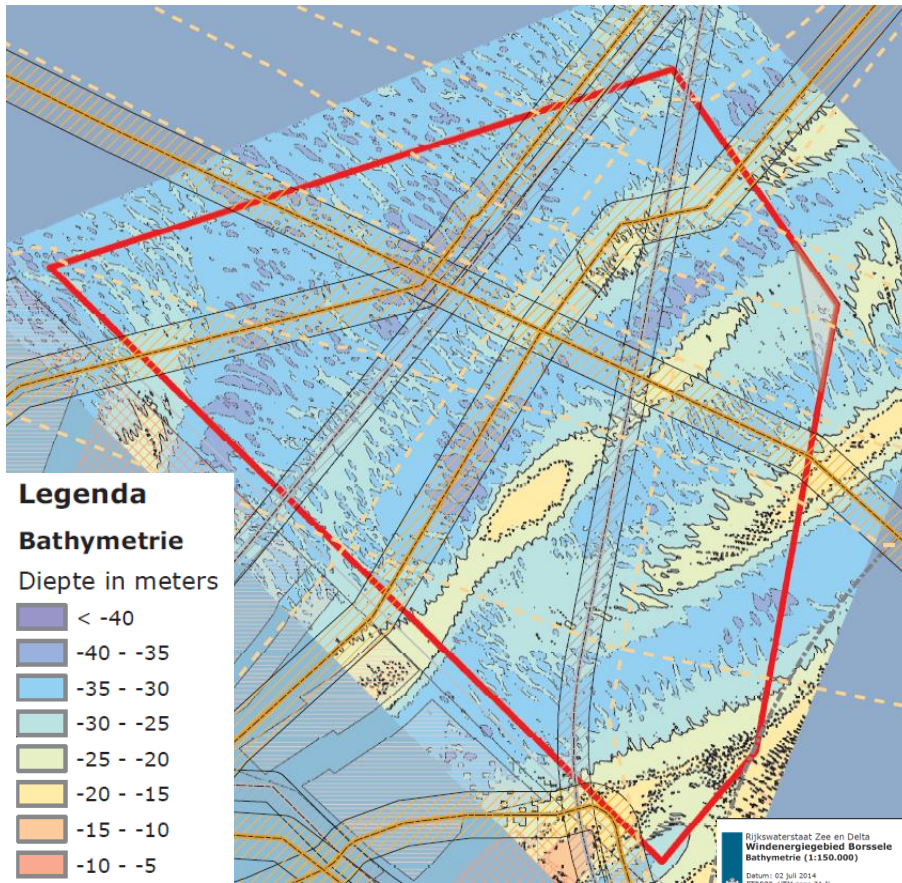 Legenda
Bathymetrie
Diepte in meters
< -40
-40 - -35
-35 - -30
-30 - -25
-25 - -20
-20 - -15
-15 - -10
-10 - -5
Rijkswaterstaat Zee en Delta
Windenergiegebied Borssele
Bathymetrie (1:150.000)
Datum: 02 juli 2014